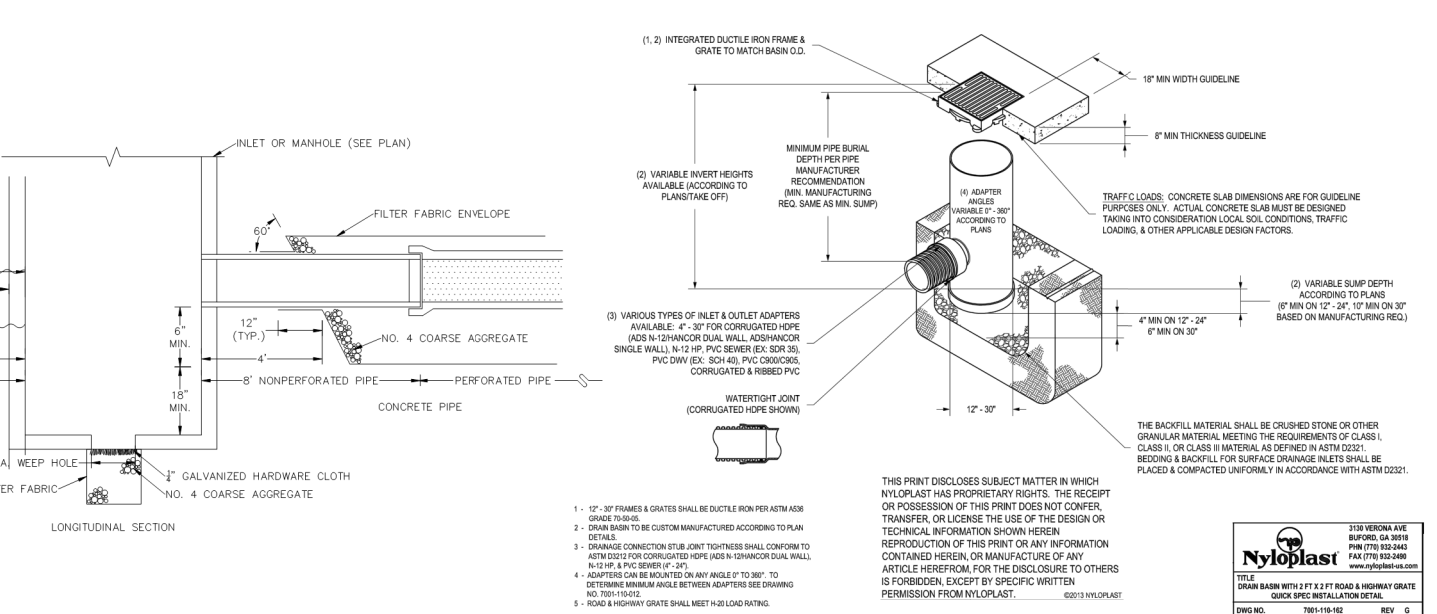 INLET OR MANHOLE (SEE PLAN)
FILTER FABRIC ENVELOPE
60°
6"
MIN.
12"
(TYP.)
NO. 4 COARSE AGGREGATE
4'
8' NONPERFORATED PIPE
PERFORATED PIPE
18"
MIN.
CONCRETE PIPE
WEEP HOLE
1/4" GALVANIZED HARDWARE CLOTH
ER FABRIC
NO. 4 COARSE AGGREGATE
LONGITUDINAL SECTION
(1, 2) INTEGRATED DUCTILE IRON FRAME &
GRATE TO MATCH BASIN O.D.
18" MIN WIDTH GUIDELINE
8" MIN THICKNESS GUIDELINE
MINIMUM PIPE BURIAL
DEPTH PER PIPE
MANUFACTURER
RECOMMENDATION
(MIN. MANUFACTURING
REQ. SAME AS MIN. SUMP)
(2) VARIABLE INVERT HEIGHTS
AVAILABLE (ACCORDING TO
PLANS/TAKE OFF)
(4) ADAPTER
ANGLES
VARIABLE 0° - 360°
ACCORDING TO
PLANS
TRAFFIC LOADS: CONCRETE SLAB DIMENSIONS ARE FOR GUIDELINE
PURPOSES ONLY. ACTUAL CONCRETE SLAB MUST BE DESIGNED
TAKING INTO CONSIDERATION LOCAL SOIL CONDITIONS, TRAFFIC
LOADING, & OTHER APPLICABLE DESIGN FACTORS.
(2) VARIABLE SUMP DEPTH
ACCORDING TO PLANS
(6" MIN ON 12" - 24", 10" MIN ON 30"
BASED ON MANUFACTURING REQ.)
4" MIN ON 12" - 24"
6" MIN ON 30"
(3) VARIOUS TYPES OF INLET & OUTLET ADAPTERS
AVAILABLE: 4" - 30" FOR CORRUGATED HDPE
(ADS N-12/HANCOR DUAL WALL, ADS/HANCOR
SINGLE WALL), N-12 HP, PVC SEWER (EX: SDR 35),
PVC DWV (EX: SCH 40), PVC C900/C905,
CORRUGATED & RIBBED PVC
WATERTIGHT JOINT
(CORRUGATED HDPE SHOWN)
12" - 30"
THE BACKFILL MATERIAL SHALL BE CRUSHED STONE OR OTHER
GRANULAR MATERIAL MEETING THE REQUIREMENTS OF CLASS I,
CLASS II, OR CLASS III MATERIAL AS DEFINED IN ASTM D2321.
BEDDING & BACKFILL FOR SURFACE DRAINAGE INLETS SHALL BE
PLACED & COMPACTED UNIFORMLY IN ACCORDANCE WITH ASTM D2321.
1 - 12" - 30" FRAMES & GRATES SHALL BE DUCTILE IRON PER ASTM A536
GRADE 70-50-05.
2 - DRAIN BASIN TO BE CUSTOM MANUFACTURED ACCORDING TO PLAN
DETAILS.
3 - DRAINAGE CONNECTION STUB JOINT TIGHTNESS SHALL CONFORM TO
ASTM D3212 FOR CORRUGATED HDPE (ADS N-12/HANCOR DUAL WALL),
N-12 HP, & PVC SEWER (4" - 24").
4 - ADAPTERS CAN BE MOUNTED ON ANY ANGLE 0° TO 360°. TO
DETERMINE MINIMUM ANGLE BETWEEN ADAPTERS SEE DRAWING
NO. 7001-110-012.
5 - ROAD & HIGHWAY GRATE SHALL MEET H-20 LOAD RATING.
THIS PRINT DISCLOSES SUBJECT MATTER IN WHICH
NYLOPLAST HAS PROPRIETARY RIGHTS. THE RECEIPT
OR POSSESSION OF THIS PRINT DOES NOT CONFER,
TRANSFER, OR LICENSE THE USE OF THE DESIGN OR
TECHNICAL INFORMATION SHOWN HEREIN
REPRODUCTION OF THIS PRINT OR ANY INFORMATION
CONTAINED HEREIN, OR MANUFACTURE OF ANY
ARTICLE HEREFROM, FOR THE DISCLOSURE TO OTHERS
IS FORBIDDEN, EXCEPT BY SPECIFIC WRITTEN
PERMISSION FROM NYLOPLAST.
©2013 NYLOPLAST
Nyloplast®
3130 VERONA AVE
BUFORD, GA 30518
PHN (770) 932-2443
FAX (770) 932-2490
www.nyloplast-us.com
TITLE
DRAIN BASIN WITH 2 FT X 2 FT ROAD & HIGHWAY GRATE
QUICK SPEC INSTALLATION DETAIL
DWG NO. 7001-110-162 REV G